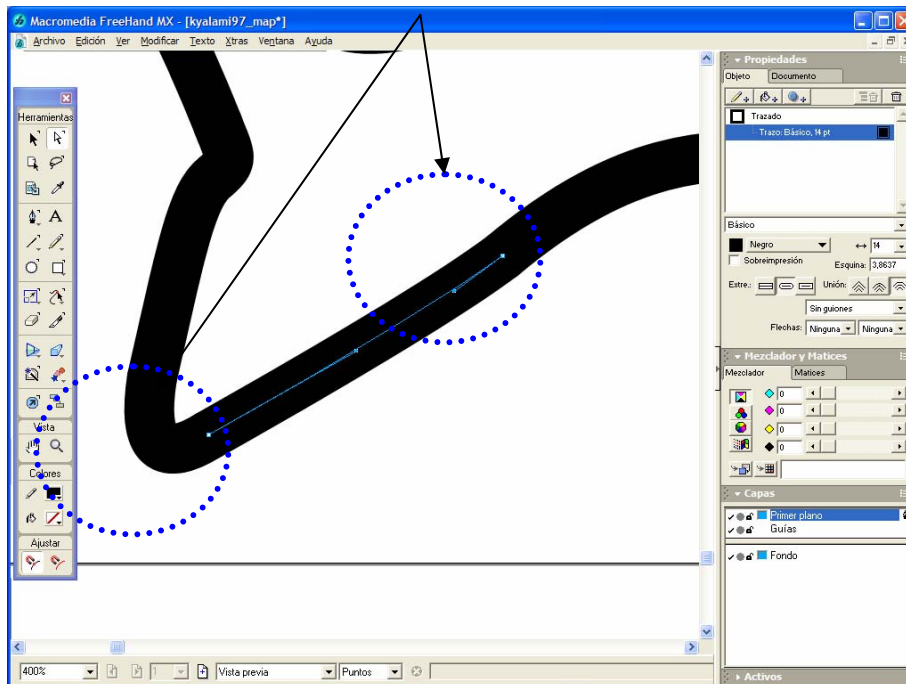 Macromedia FreeHand MX - [kyalami97_map*]
Archivo Edición Ver Modificar Texto Xtras Ventana Ayuda
Herramientas
A
Vista
Colores
Ajustar
Propiedades
Objeto Documento
Trazado
Trazo: Básico, 14 pt
Básico
Negro 14
Sobreimpresión Esquina: 3,8637
Estre.: Unión:
Sin guiones
Flechas: Ninguna Ninguna
Mezclador y Matices
Mezclador Matices
0
0
0
0
Capas
Primer plano
Guías
Fondo
Activos
400% 1 Vista previa Puntos